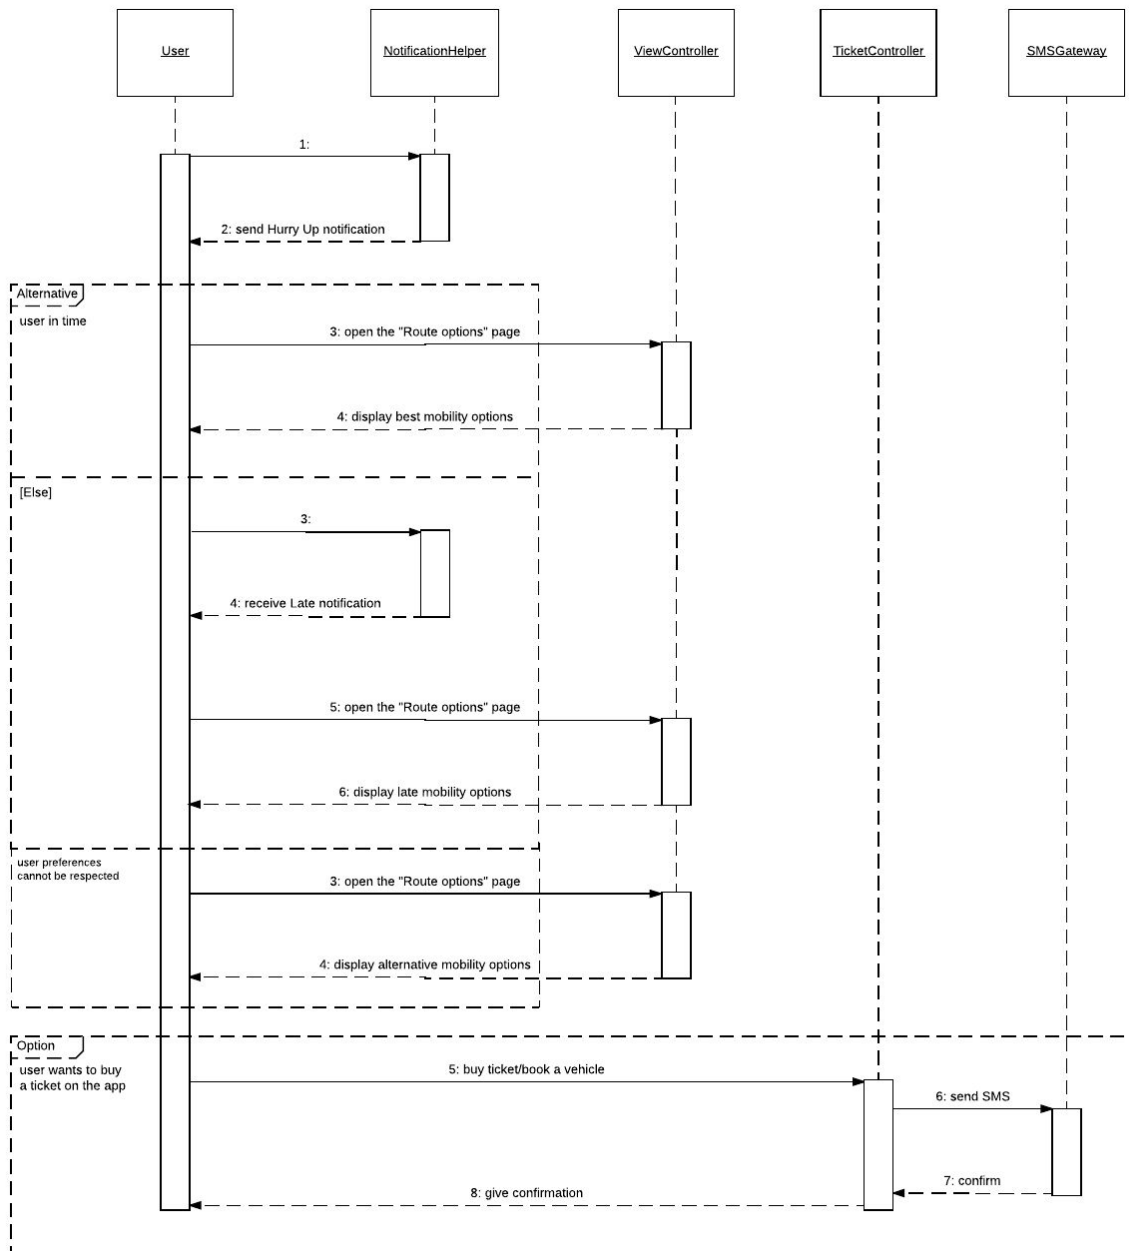 User
NotificationHelper
ViewController
TicketController
SMSGateway
1:
2: send Hurry Up notification
Alternative
user in time
3: open the "Route options" page
4: display best mobility options
[Else]
3:
4: receive Late notification
5: open the "Route options" page
6: display late mobility options
user preferences
cannot be respected
3: open the "Route options" page
4: display alternative mobility options
Option
user wants to buy
a ticket on the app
5: buy ticket/book a vehicle
6: send SMS
7: confirm
8: give confirmation